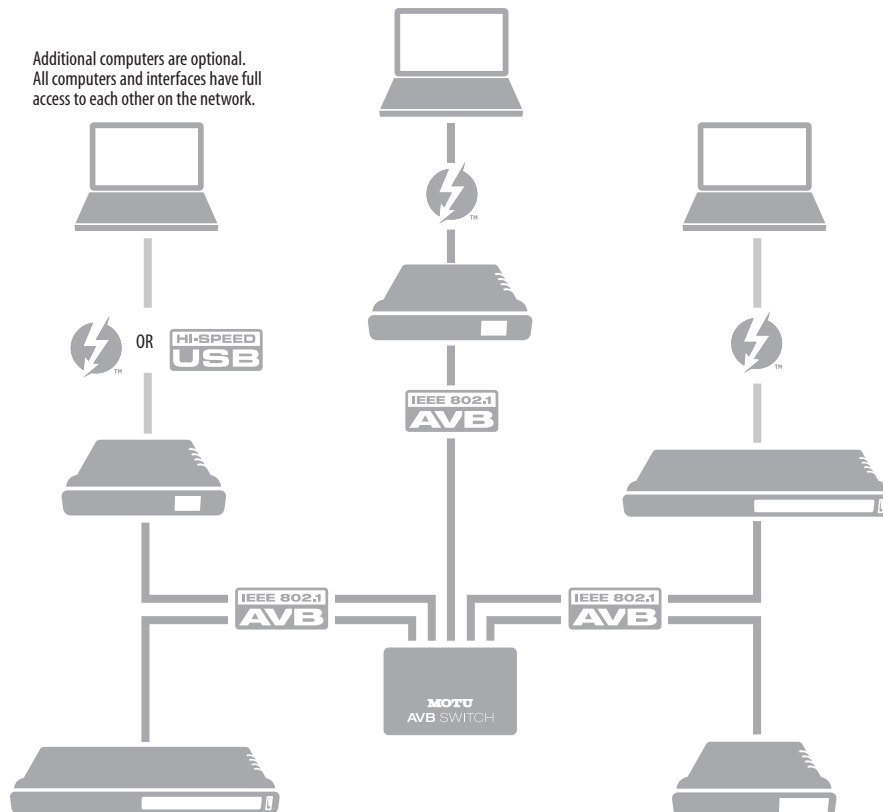 Additional computers are optional.
All computers and interfaces have full
access to each other on the network.
TM
OR
HI-SPEED
USB
TM
TM
IEEE 802.1
AVB
IEEE 802.1
AVB
IEEE 802.1
AVB
MOTU
AVB SWITCH